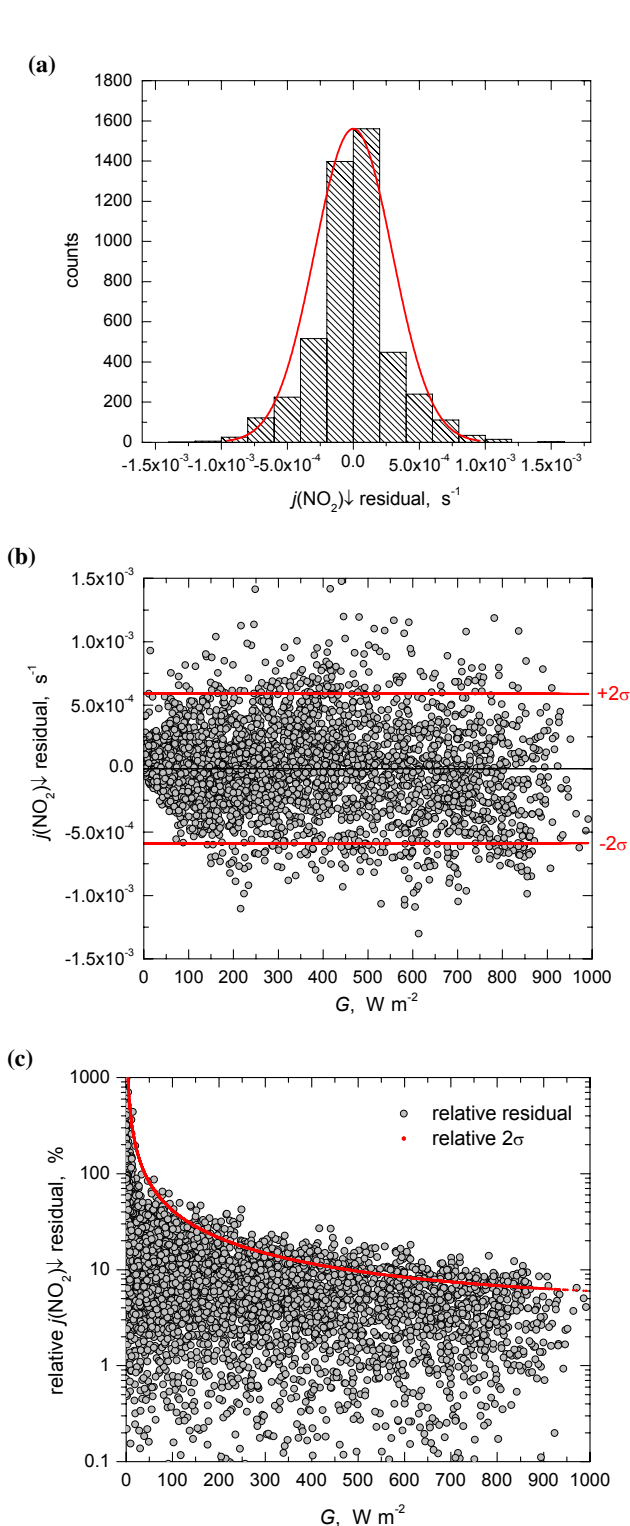 (a)
1800
1600
1400
1200
1000
800
600
400
200
0
counts
-1.5x10⁻³ -1.0x10⁻³ -5.0x10⁻⁴ 0.0 5.0x10⁻⁴ 1.0x10⁻³ 1.5x10⁻³
j(NO₂)↓ residual, s⁻¹
(b)
1.5x10⁻³
1.0x10⁻³
5.0x10⁻⁴
0.0
-5.0x10⁻⁴
-1.0x10⁻³
-1.5x10⁻³
j(NO₂)↓ residual, s⁻¹
+2σ
-2σ
0 100 200 300 400 500 600 700 800 900 1000
G, W m⁻²
(c)
1000
100
10
1
0.1
relative j(NO₂)↓ residual, %
relative residual
relative 2σ
0 100 200 300 400 500 600 700 800 900 1000
G, W m⁻²